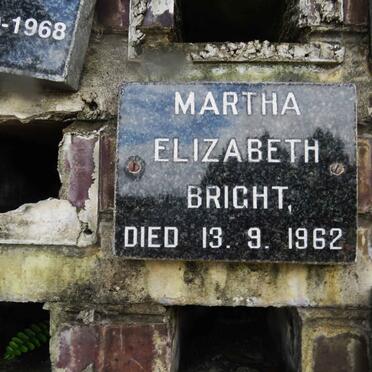 -1968
MARTHA
ELIZABETH
BRIGHT,
DIED 13. 9. 1962